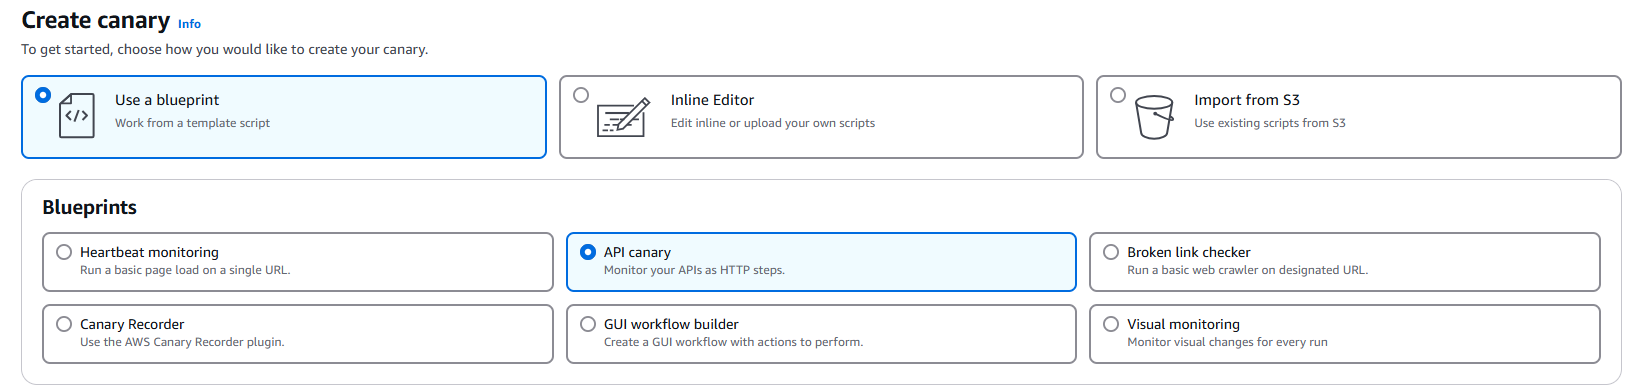 Create canary Info
To get started, choose how you would like to create your canary.
Use a blueprint
Work from a template script
Inline Editor
Edit inline or upload your own scripts
Import from S3
Use existing scripts from S3
Blueprints
Heartbeat monitoring
Run a basic page load on a single URL.
API canary
Monitor your APIs as HTTP steps.
Broken link checker
Run a basic web crawler on designated URL.
Canary Recorder
Use the AWS Canary Recorder plugin.
GUI workflow builder
Create a GUI workflow with actions to perform.
Visual monitoring
Monitor visual changes for every run